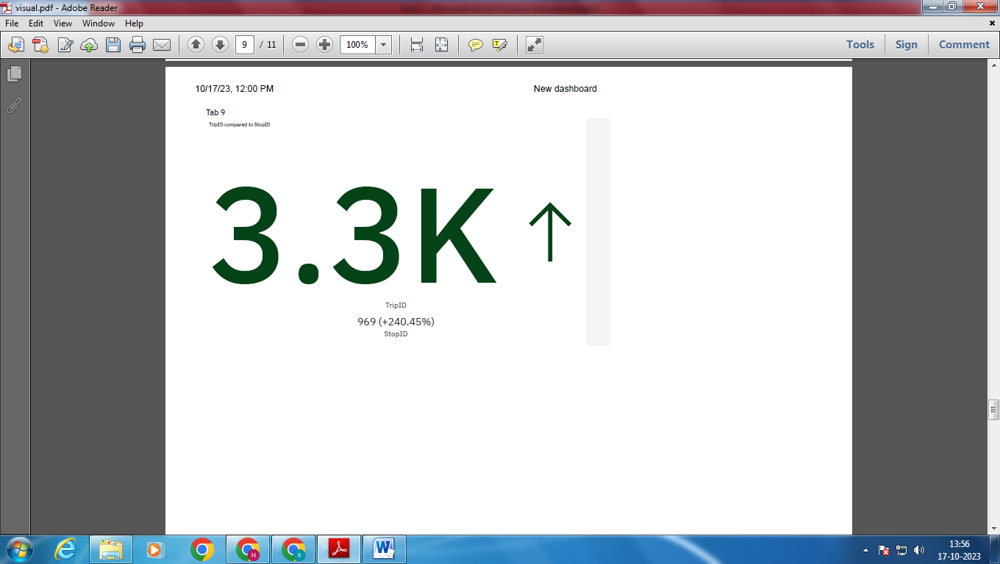 visual.pdf - Adobe Reader
File Edit View Window Help
9 / 11 100% Tools Sign Comment
10/17/23, 12:00 PM New dashboard
Tab 9
TripID compared to StopID
3.3K
TripID
969 (+240.45%)
StopID
13:56
17-10-2023